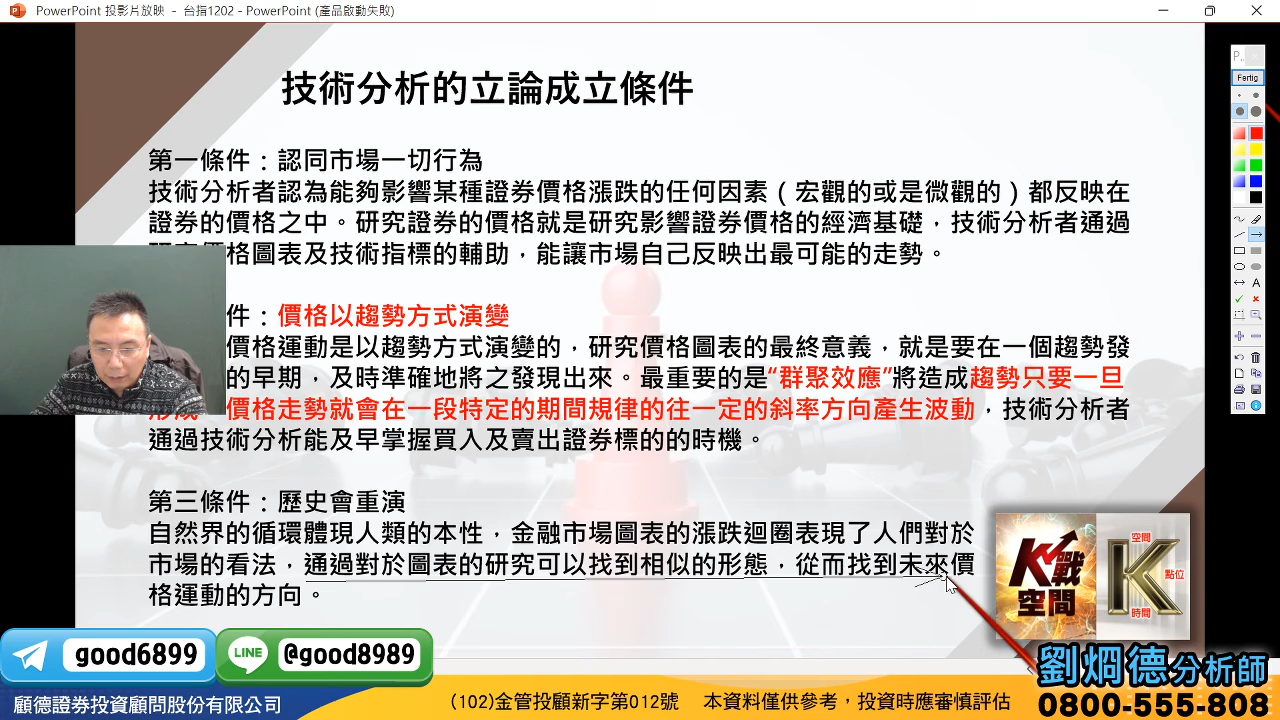 PowerPoint 投影片放映 - 台指1202 - PowerPoint (產品啟動失敗)
P..
Fertig
技術分析的立論成立條件
第一條件：認同市場一切行為
技術分析者認為能夠影響某種證券價格漲跌的任何因素（宏觀的或是微觀的）都反映在
證券的價格之中。研究證券的價格就是研究影響證券價格的經濟基礎，技術分析者通過
格圖表及技術指標的輔助，能讓市場自己反映出最可能的走勢。
件：價格以趨勢方式演變
價格運動是以趨勢方式演變的，研究價格圖表的最終意義，就是要在一個趨勢發
的早期，及時準確地將之發現出來。最重要的是“群聚效應”將造成趨勢只要一旦
價格走勢就會在一段特定的期間規律的往一定的斜率方向產生波動，技術分析者
通過技術分析能及早掌握買入及賣出證券標的的時機。
第三條件：歷史會重演
自然界的循環體現人類的本性，金融市場圖表的漲跌迴圈表現了人們對於
市場的看法，通過對於圖表的研究可以找到相似的形態，從而找到未來價
格運動的方向。
K戰
空間
空間
K
點位
時間
good6899
LINE
@good8989
劉烱德分析師
0800-555-808
顧德證券投資顧問股份有限公司
(102)金管投顧新字第012號 本資料僅供參考，投資時應審慎評估